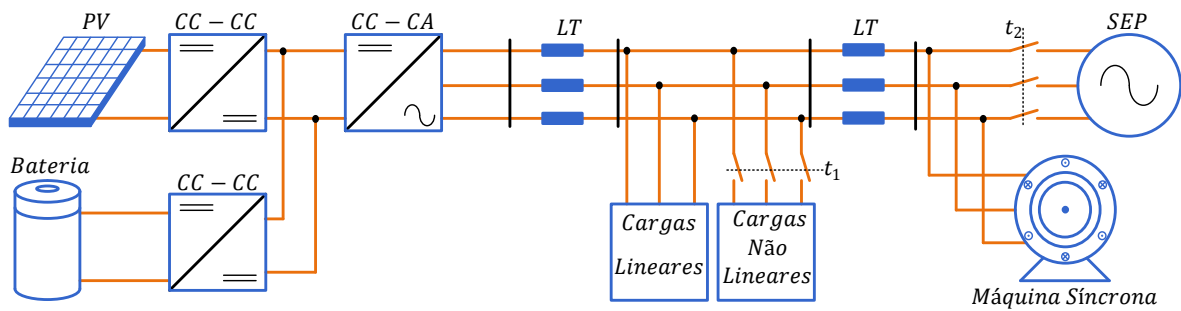 PV
CC − CC
CC − CA
LT
LT
t2
SEP
Bateria
CC − CC
t1
Cargas
Lineares
Cargas
Não
Lineares
Máquina Síncrona